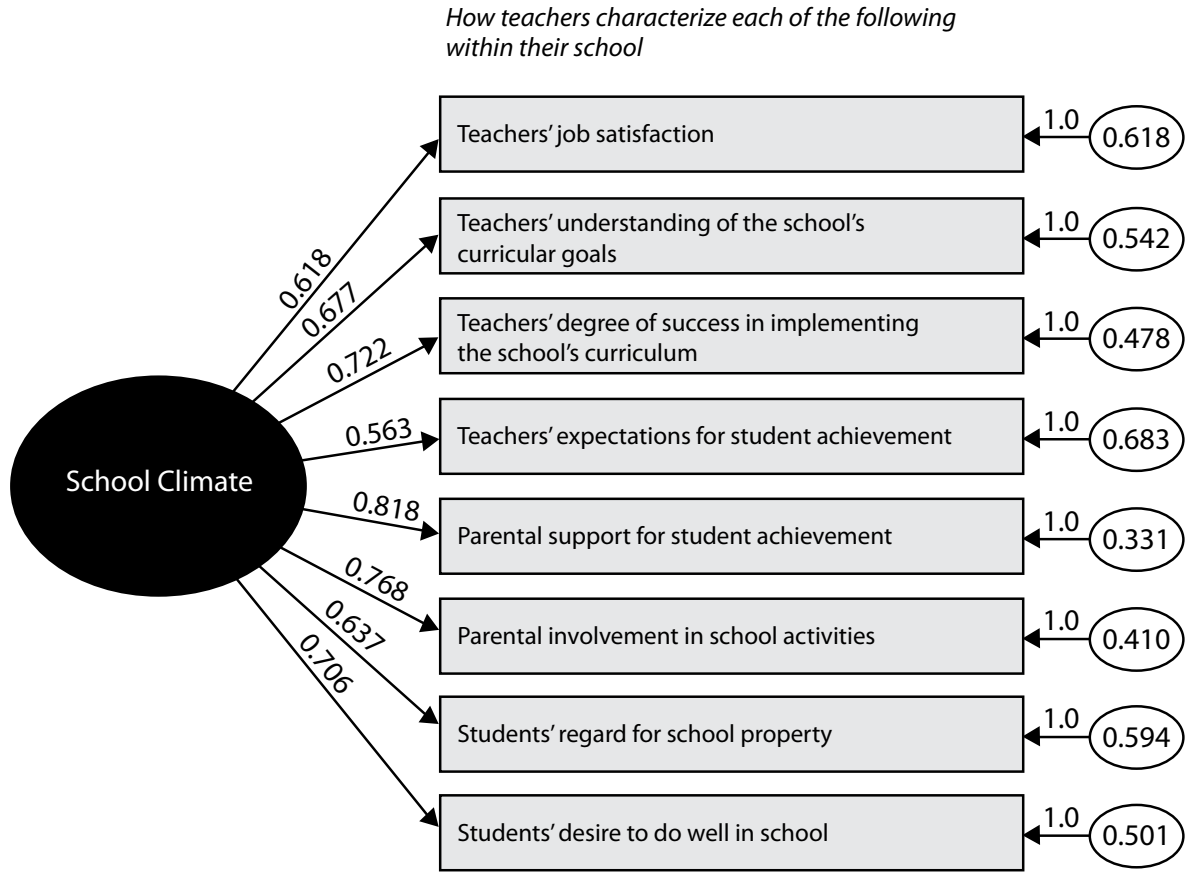 How teachers characterize each of the following
within their school
Teachers' job satisfaction
1.0
0.618
Teachers' understanding of the school's
curricular goals
1.0
0.542
Teachers' degree of success in implementing
the school's curriculum
1.0
0.478
Teachers' expectations for student achievement
1.0
0.683
Parental support for student achievement
1.0
0.331
Parental involvement in school activities
1.0
0.410
Students' regard for school property
1.0
0.594
Students' desire to do well in school
1.0
0.501
School Climate
0.618
0.677
0.722
0.563
0.818
0.768
0.637
0.706